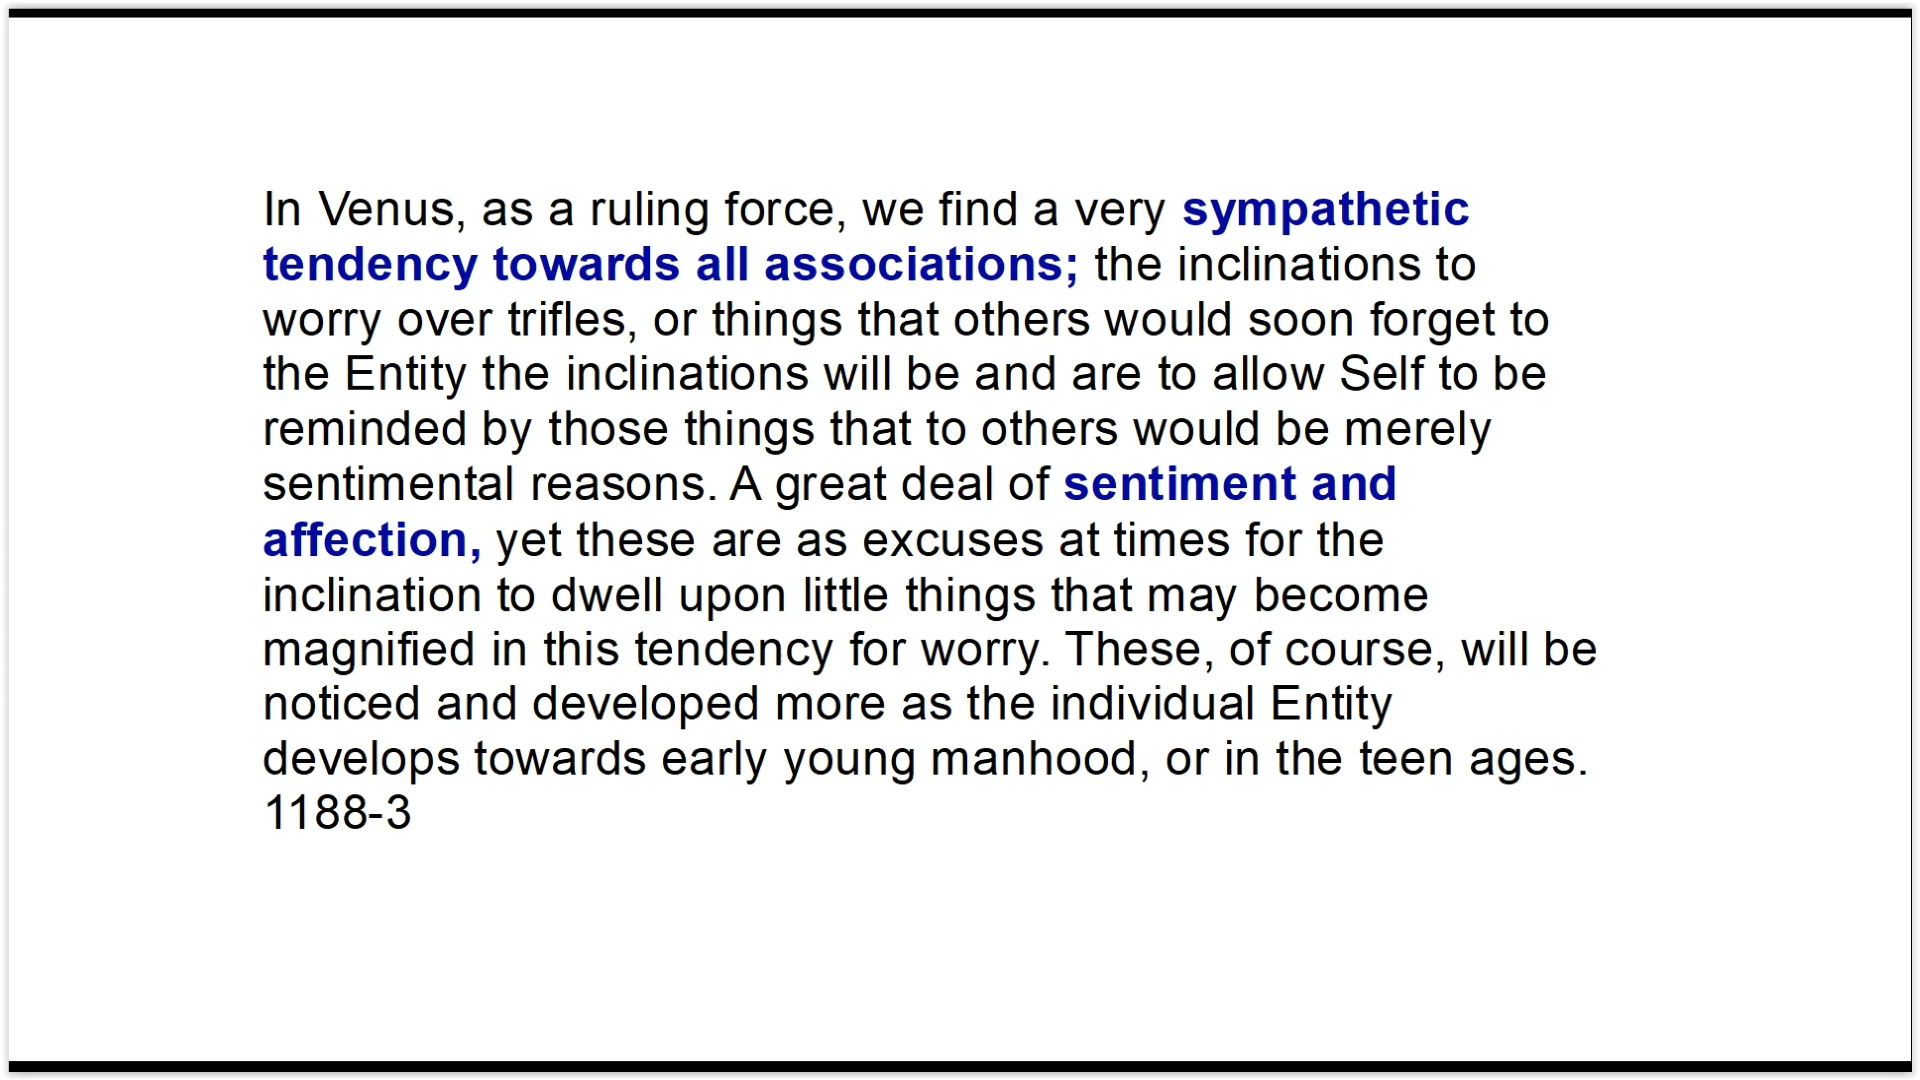 In Venus, as a ruling force, we find a very sympathetic
tendency towards all associations; the inclinations to
worry over trifles, or things that others would soon forget to
the Entity the inclinations will be and are to allow Self to be
reminded by those things that to others would be merely
sentimental reasons. A great deal of sentiment and
affection, yet these are as excuses at times for the
inclination to dwell upon little things that may become
magnified in this tendency for worry. These, of course, will be
noticed and developed more as the individual Entity
develops towards early young manhood, or in the teen ages.
1188-3